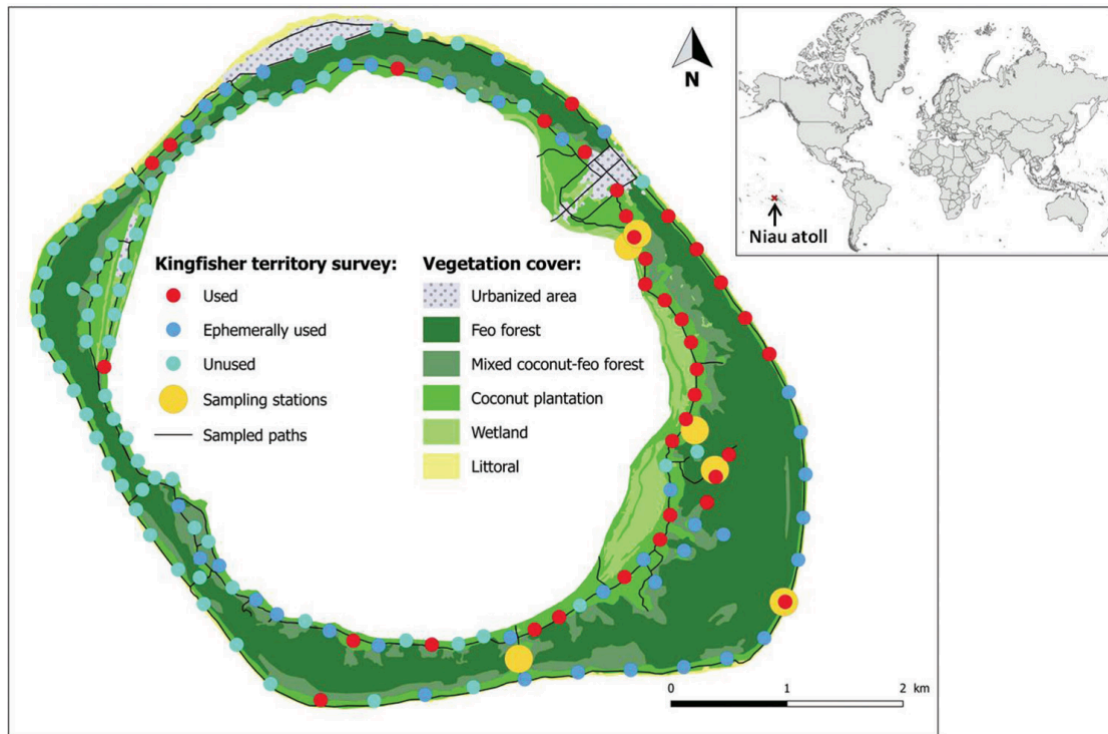 N
Niau atoll
Kingfisher territory survey:
Used
Ephemerally used
Unused
Sampling stations
Sampled paths
Vegetation cover:
Urbanized area
Feo forest
Mixed coconut-feo forest
Coconut plantation
Wetland
Littoral
0 1 2 km